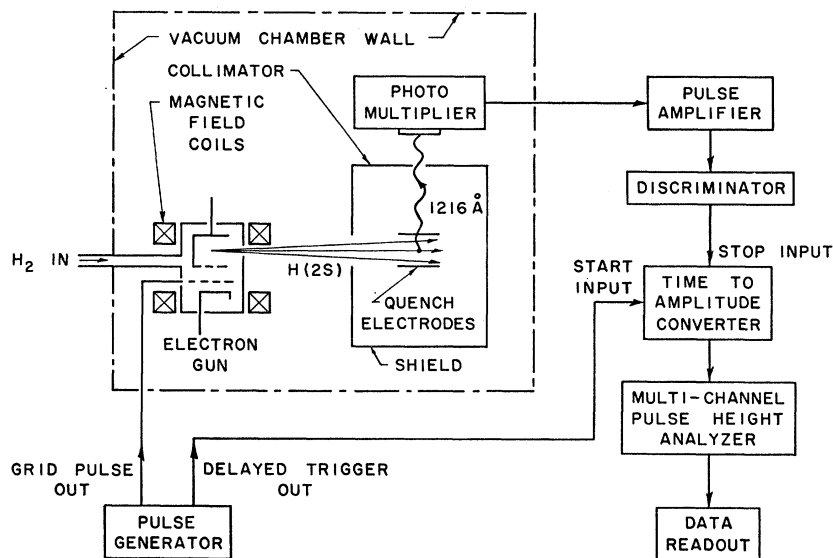 VACUUM CHAMBER WALL
COLLIMATOR
MAGNETIC
FIELD
COILS
PHOTO
MULTIPLIER
PULSE
AMPLIFIER
1216 Å
DISCRIMINATOR
H₂ IN
H(2S)
STOP INPUT
START
INPUT
TIME TO
AMPLITUDE
CONVERTER
QUENCH
ELECTRODES
ELECTRON
GUN
SHIELD
MULTI-CHANNEL
PULSE HEIGHT
ANALYZER
GRID PULSE
OUT
DELAYED TRIGGER
OUT
PULSE
GENERATOR
DATA
READOUT